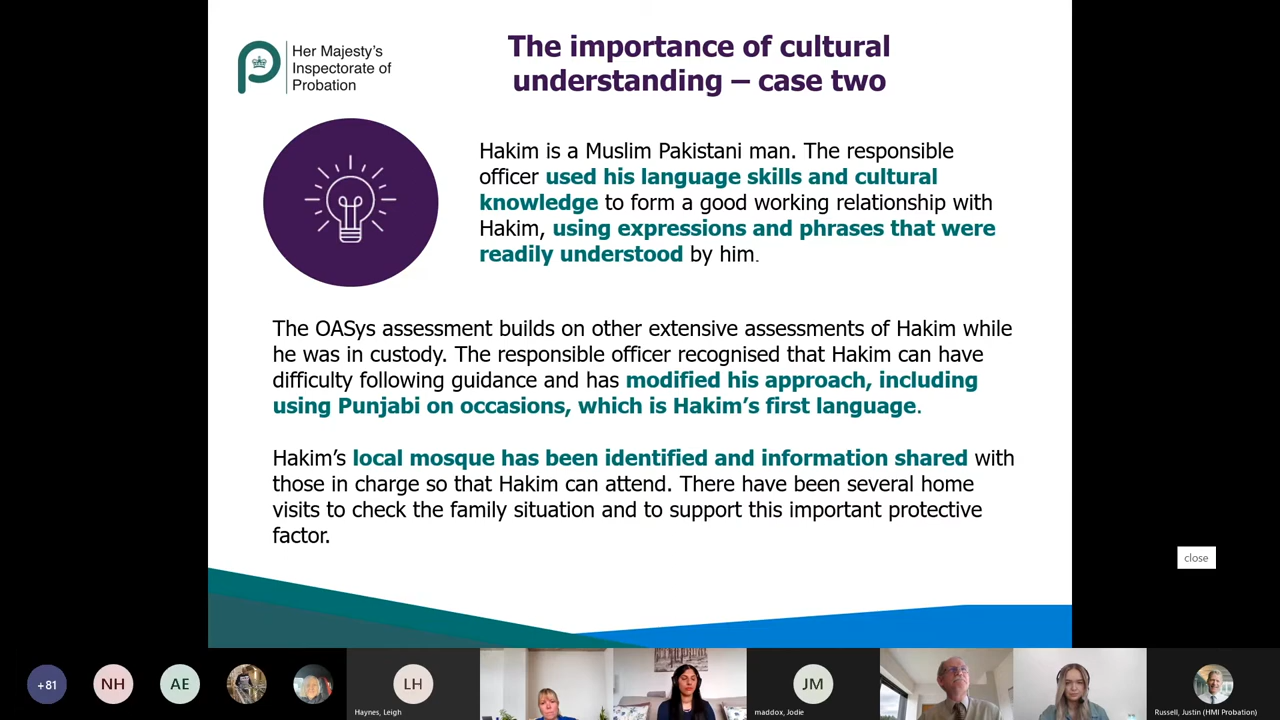 Her Majesty's
Inspectorate of
Probation
The importance of cultural
understanding – case two
Hakim is a Muslim Pakistani man. The responsible
officer used his language skills and cultural
knowledge to form a good working relationship with
Hakim, using expressions and phrases that were
readily understood by him.
The OASys assessment builds on other extensive assessments of Hakim while
he was in custody. The responsible officer recognised that Hakim can have
difficulty following guidance and has modified his approach, including
using Punjabi on occasions, which is Hakim's first language.
Hakim's local mosque has been identified and information shared with
those in charge so that Hakim can attend. There have been several home
visits to check the family situation and to support this important protective
factor.
close
+81
NH
AE
LH
Haynes, Leigh
JM
maddox, Jodie
Russell, Justin (HMI Probation)